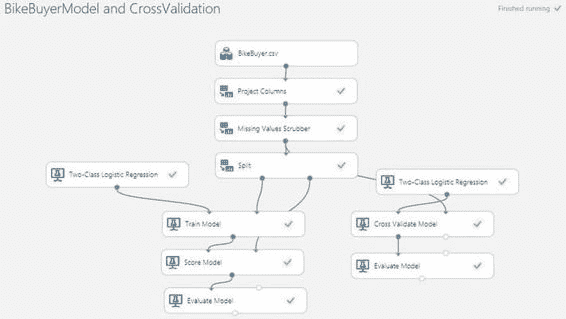 BikeBuyerModel and CrossValidation
Finished running
BikeBuyer.csv
Project Columns
Missing Values Scrubber
Split
Two-Class Logistic Regression
Two-Class Logistic Regression
Train Model
Cross Validate Model
Score Model
Evaluate Model
Evaluate Model